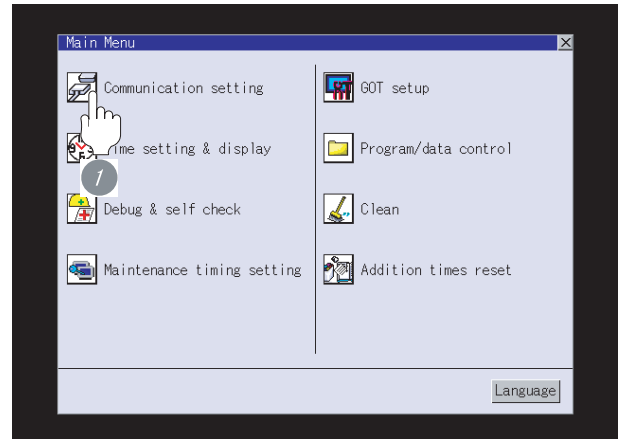 Main Menu
Communication setting
Time setting & display
Debug & self check
Maintenance timing setting
GOT setup
Program/data control
Clean
Addition times reset
Language
1